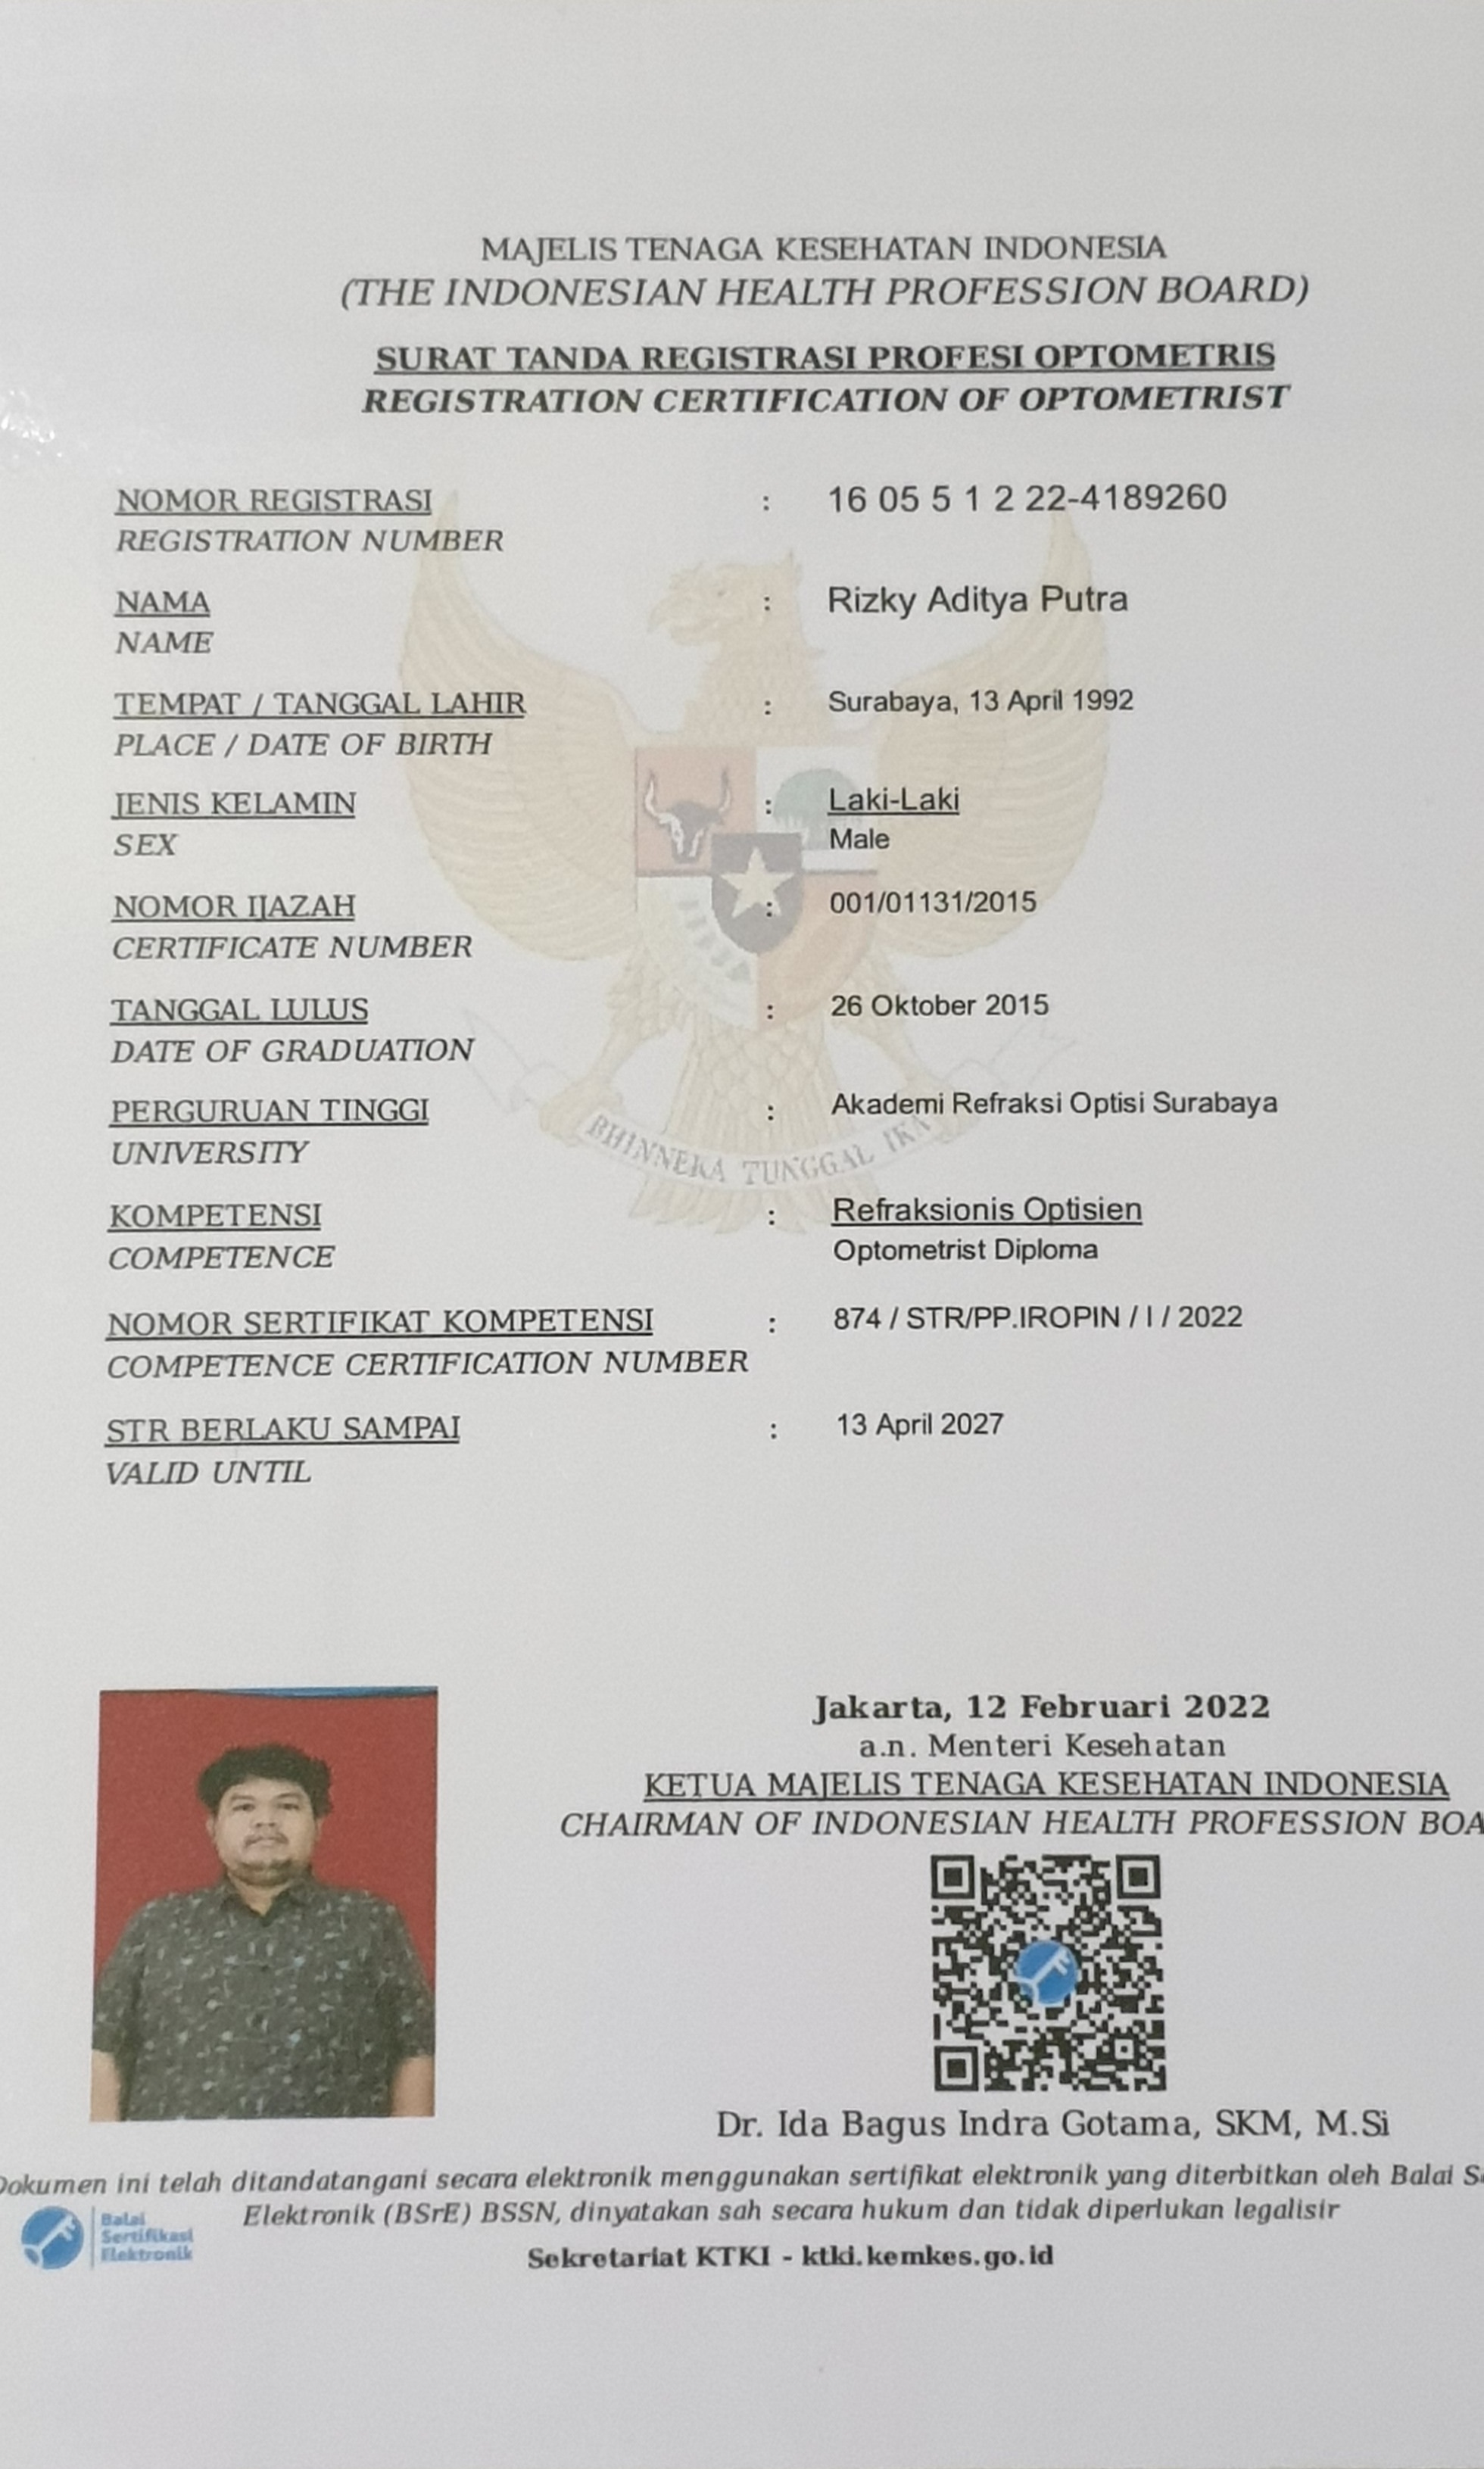 MAJELIS TENAGA KESEHATAN INDONESIA
(THE INDONESIAN HEALTH PROFESSION BOARD)
SURAT TANDA REGISTRASI PROFESI OPTOMETRIS
REGISTRATION CERTIFICATION OF OPTOMETRIST
NOMOR REGISTRASI : 16 05 5 1 2 22-4189260
REGISTRATION NUMBER
NAMA : Rizky Aditya Putra
NAME
TEMPAT / TANGGAL LAHIR : Surabaya, 13 April 1992
PLACE / DATE OF BIRTH
JENIS KELAMIN : Laki-Laki
SEX Male
NOMOR IJAZAH : 001/01131/2015
CERTIFICATE NUMBER
TANGGAL LULUS : 26 Oktober 2015
DATE OF GRADUATION
PERGURUAN TINGGI : Akademi Refraksi Optisi Surabaya
UNIVERSITY
BHINNEKA TUNGGAL IKA
KOMPETENSI : Refraksionis Optisien
COMPETENCE Optometrist Diploma
NOMOR SERTIFIKAT KOMPETENSI : 874 / STR/PP.IROPIN / I / 2022
COMPETENCE CERTIFICATION NUMBER
STR BERLAKU SAMPAI : 13 April 2027
VALID UNTIL
Jakarta, 12 Februari 2022
a.n. Menteri Kesehatan
KETUA MAJELIS TENAGA KESEHATAN INDONESIA
CHAIRMAN OF INDONESIAN HEALTH PROFESSION BOA
Dr. Ida Bagus Indra Gotama, SKM, M.Si
Dokumen ini telah ditandatangani secara elektronik menggunakan sertifikat elektronik yang diterbitkan oleh Balai
Elektronik (BSrE) BSSN, dinyatakan sah secara hukum dan tidak diperlukan legalisir
Balai
Sertifikasi
Elektronik
Sekretariat KTKI - ktki.kemkes.go.id